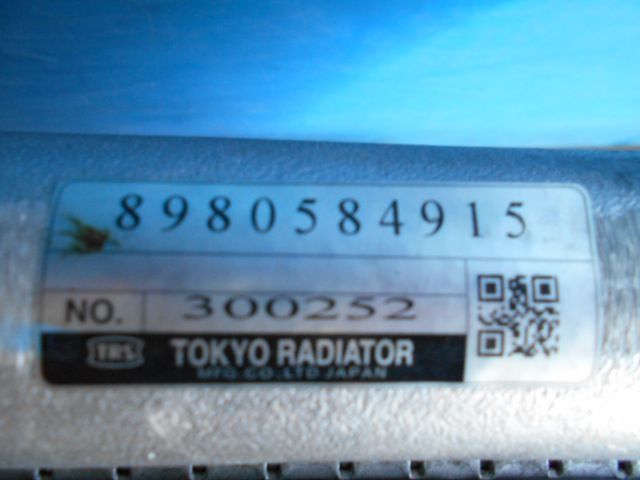 8980584915
NO. 300252
TRS TOKYO RADIATOR
MFG.CO.,LTD JAPAN